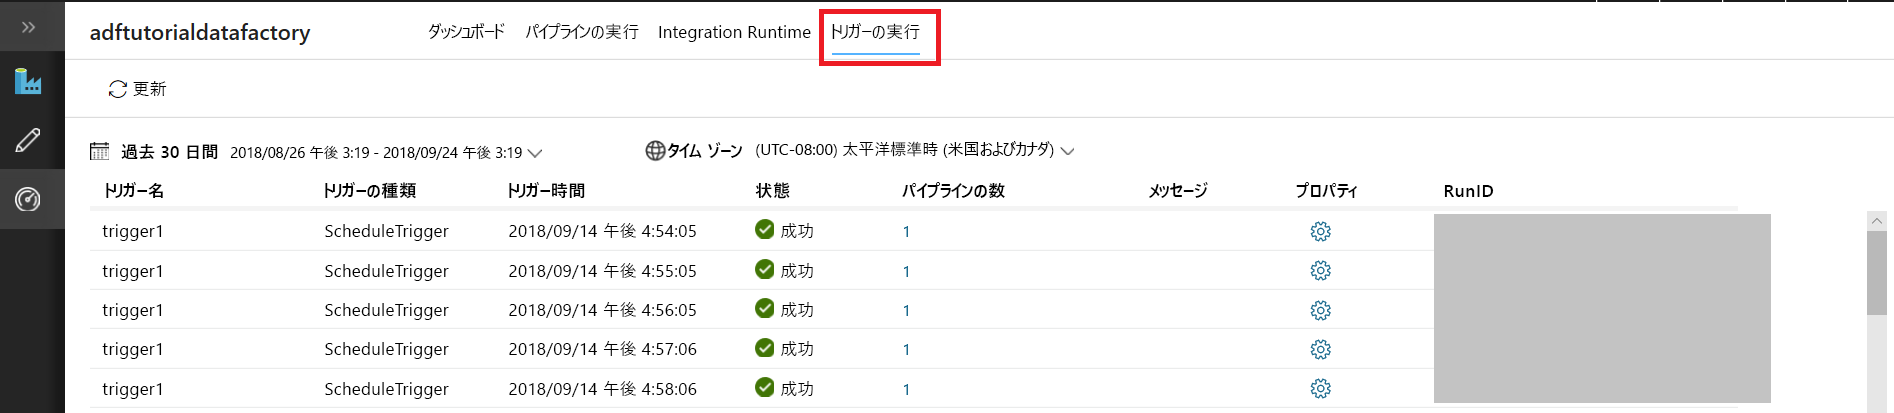 adftutorialdatafactory ダッシュボード パイプラインの実行 Integration Runtime トリガーの実行
更新
過去 30 日間 2018/08/26 午後 3:19 - 2018/09/24 午後 3:19 タイム ゾーン (UTC-08:00) 太平洋標準時 (米国およびカナダ)
トリガー名 トリガーの種類 トリガー時間 状態 パイプラインの数 メッセージ プロパティ RunID
trigger1 ScheduleTrigger 2018/09/14 午後 4:54:05 成功 1
trigger1 ScheduleTrigger 2018/09/14 午後 4:55:05 成功 1
trigger1 ScheduleTrigger 2018/09/14 午後 4:56:05 成功 1
trigger1 ScheduleTrigger 2018/09/14 午後 4:57:06 成功 1
trigger1 ScheduleTrigger 2018/09/14 午後 4:58:06 成功 1